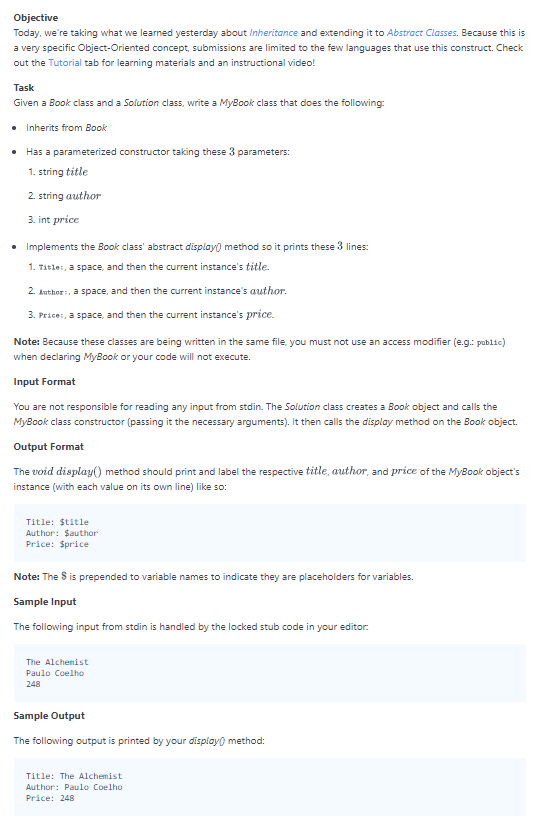 Objective
Today, we're taking what we learned yesterday about Inheritance and extending it to Abstract Classes. Because this is
a very specific Object-Oriented concept, submissions are limited to the few languages that use this construct. Check
out the Tutorial tab for learning materials and an instructional video!
Task
Given a Book class and a Solution class, write a MyBook class that does the following:
• Inherits from Book
• Has a parameterized constructor taking these 3 parameters:
1. string title
2. string author
3. int price
• Implements the Book class' abstract display() method so it prints these 3 lines:
1. Title:, a space, and then the current instance's title.
2. Author:, a space, and then the current instance's author.
3. Price:, a space, and then the current instance's price.
Note: Because these classes are being written in the same file, you must not use an access modifier (e.g.: public)
when declaring MyBook or your code will not execute.
Input Format
You are not responsible for reading any input from stdin. The Solution class creates a Book object and calls the
MyBook class constructor (passing it the necessary arguments). It then calls the display method on the Book object.
Output Format
The void display() method should print and label the respective title, author, and price of the MyBook object's
instance (with each value on its own line) like so:
Title: $title
Author: $author
Price: $price
Note: The $ is prepended to variable names to indicate they are placeholders for variables.
Sample Input
The following input from stdin is handled by the locked stub code in your editor:
The Alchemist
Paulo Coelho
248
Sample Output
The following output is printed by your display() method:
Title: The Alchemist
Author: Paulo Coelho
Price: 248